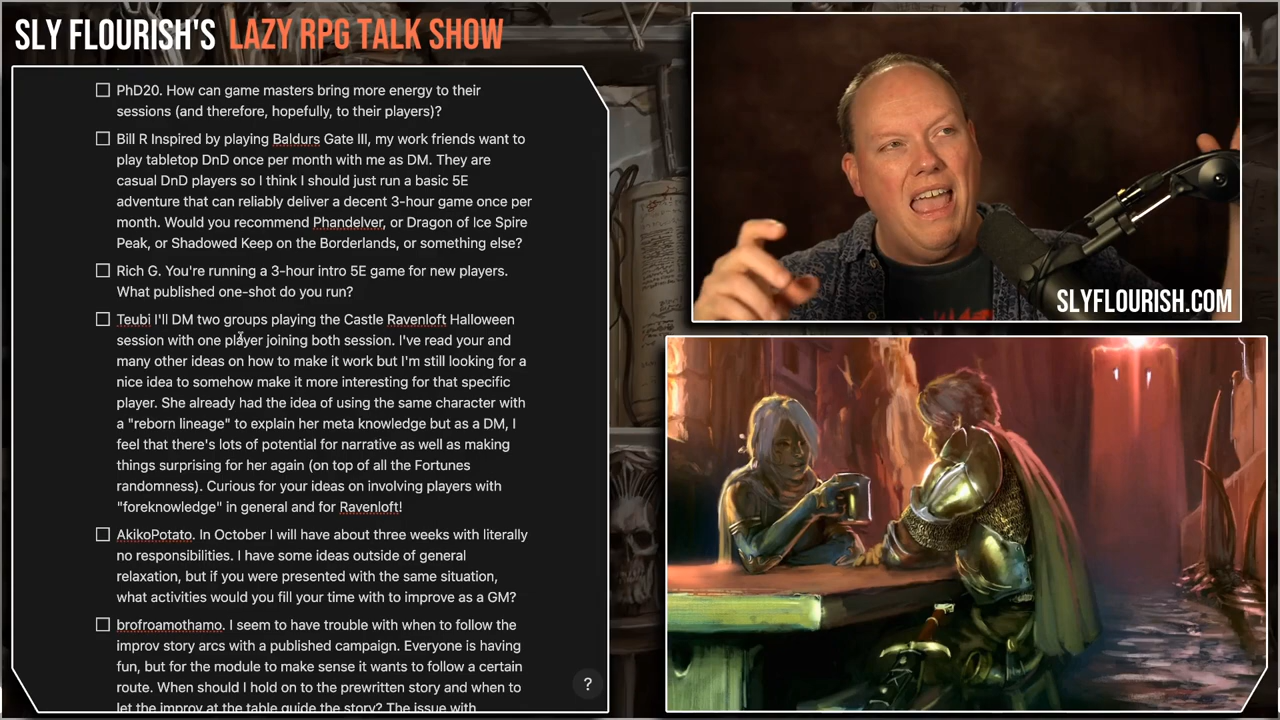 SLY FLOURISH'S LAZY RPG TALK SHOW
PhD20. How can game masters bring more energy to their
sessions (and therefore, hopefully, to their players)?
Bill R Inspired by playing Baldurs Gate III, my work friends want to
play tabletop DnD once per month with me as DM. They are
casual DnD players so I think I should just run a basic 5E
adventure that can reliably deliver a decent 3-hour game once per
month. Would you recommend Phandelver, or Dragon of Ice Spire
Peak, or Shadowed Keep on the Borderlands, or something else?
Rich G. You're running a 3-hour intro 5E game for new players.
What published one-shot do you run?
Teubi I'll DM two groups playing the Castle Ravenloft Halloween
session with one player joining both session. I've read your and
many other ideas on how to make it work but I'm still looking for a
nice idea to somehow make it more interesting for that specific
player. She already had the idea of using the same character with
a "reborn lineage" to explain her meta knowledge but as a DM, I
feel that there's lots of potential for narrative as well as making
things surprising for her again (on top of all the Fortunes
randomness). Curious for your ideas on involving players with
"foreknowledge" in general and for Ravenloft!
AkikoPotato. In October I will have about three weeks with literally
no responsibilities. I have some ideas outside of general
relaxation, but if you were presented with the same situation,
what activities would you fill your time with to improve as a GM?
brofroamothamo. I seem to have trouble with when to follow the
improv story arcs with a published campaign. Everyone is having
fun, but for the module to make sense it wants to follow a certain
route. When should I hold on to the prewritten story and when to
let the improv at the table guide the story? The issue with
?
SLYFLOURISH.COM